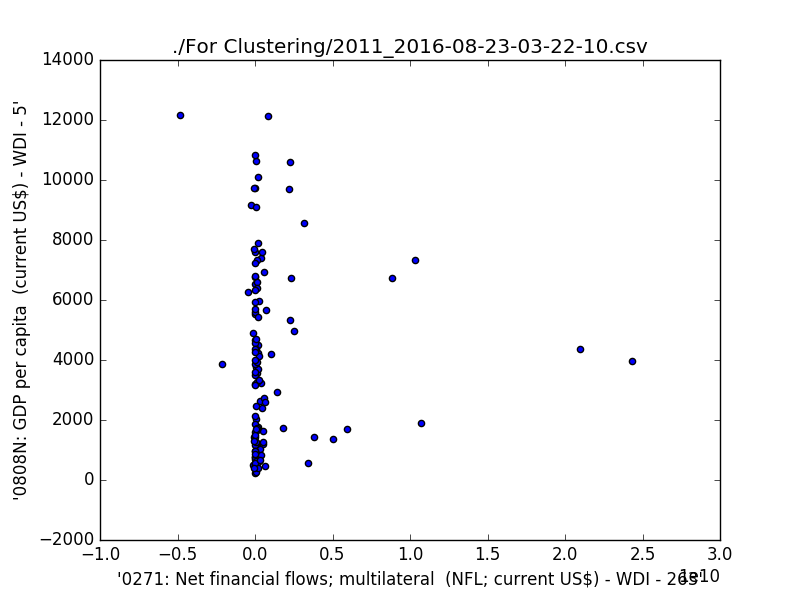 ./For Clustering/2011_2016-08-23-03-22-10.csv
14000
12000
10000
8000
6000
4000
2000
0
−2000
'0808N: GDP per capita (current US$) - WDI - 5'
−1.0 −0.5 0.0 0.5 1.0 1.5 2.0 2.5 3.0
'0271: Net financial flows; multilateral (NFL; current US$) - WDI -
1e10